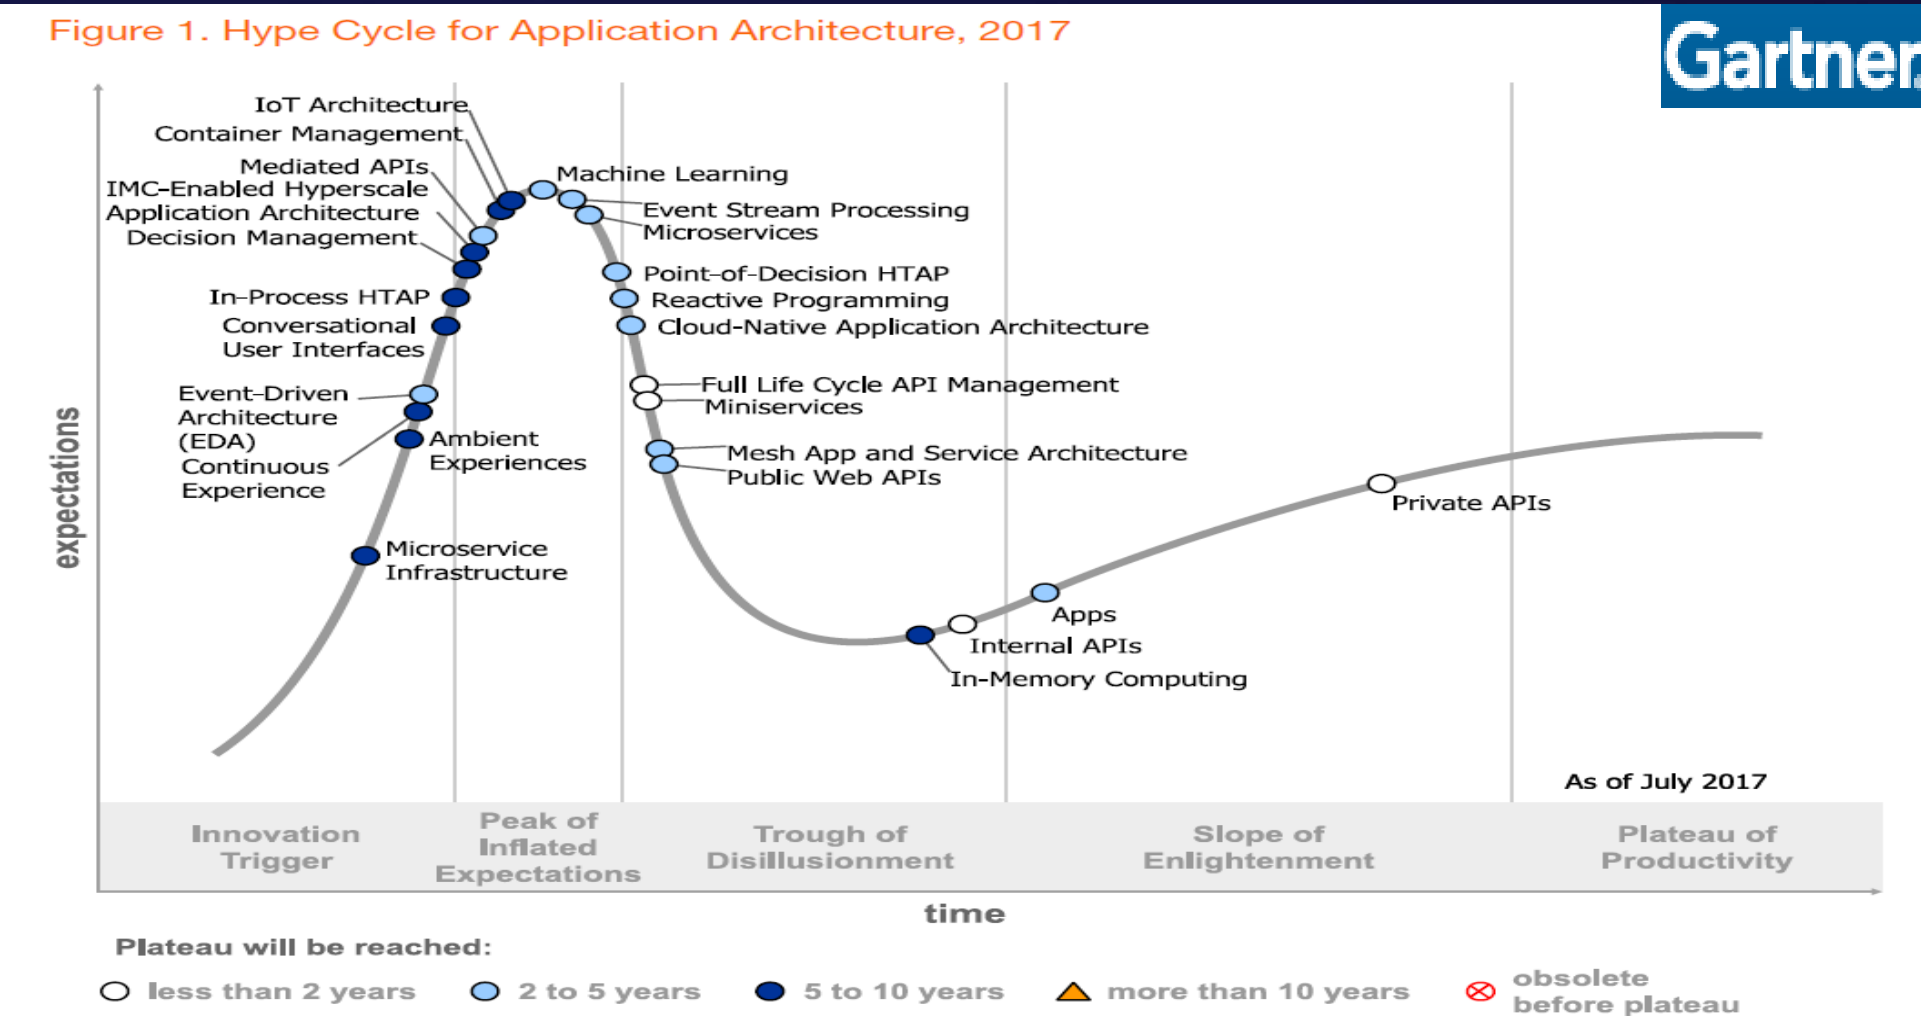 Figure 1. Hype Cycle for Application Architecture, 2017
Gartner.
IoT Architecture
Container Management
Mediated APIs
IMC-Enabled Hyperscale
Application Architecture
Decision Management
In-Process HTAP
Conversational
User Interfaces
Event-Driven
Architecture
(EDA)
Continuous
Experience
Ambient
Experiences
Microservice
Infrastructure
Machine Learning
Event Stream Processing
Microservices
Point-of-Decision HTAP
Reactive Programming
Cloud-Native Application Architecture
Full Life Cycle API Management
Miniservices
Mesh App and Service Architecture
Public Web APIs
Private APIs
Apps
Internal APIs
In-Memory Computing
expectations
As of July 2017
Innovation
Trigger
Peak of
Inflated
Expectations
Trough of
Disillusionment
Slope of
Enlightenment
Plateau of
Productivity
time
Plateau will be reached:
less than 2 years
2 to 5 years
5 to 10 years
more than 10 years
obsolete
before plateau